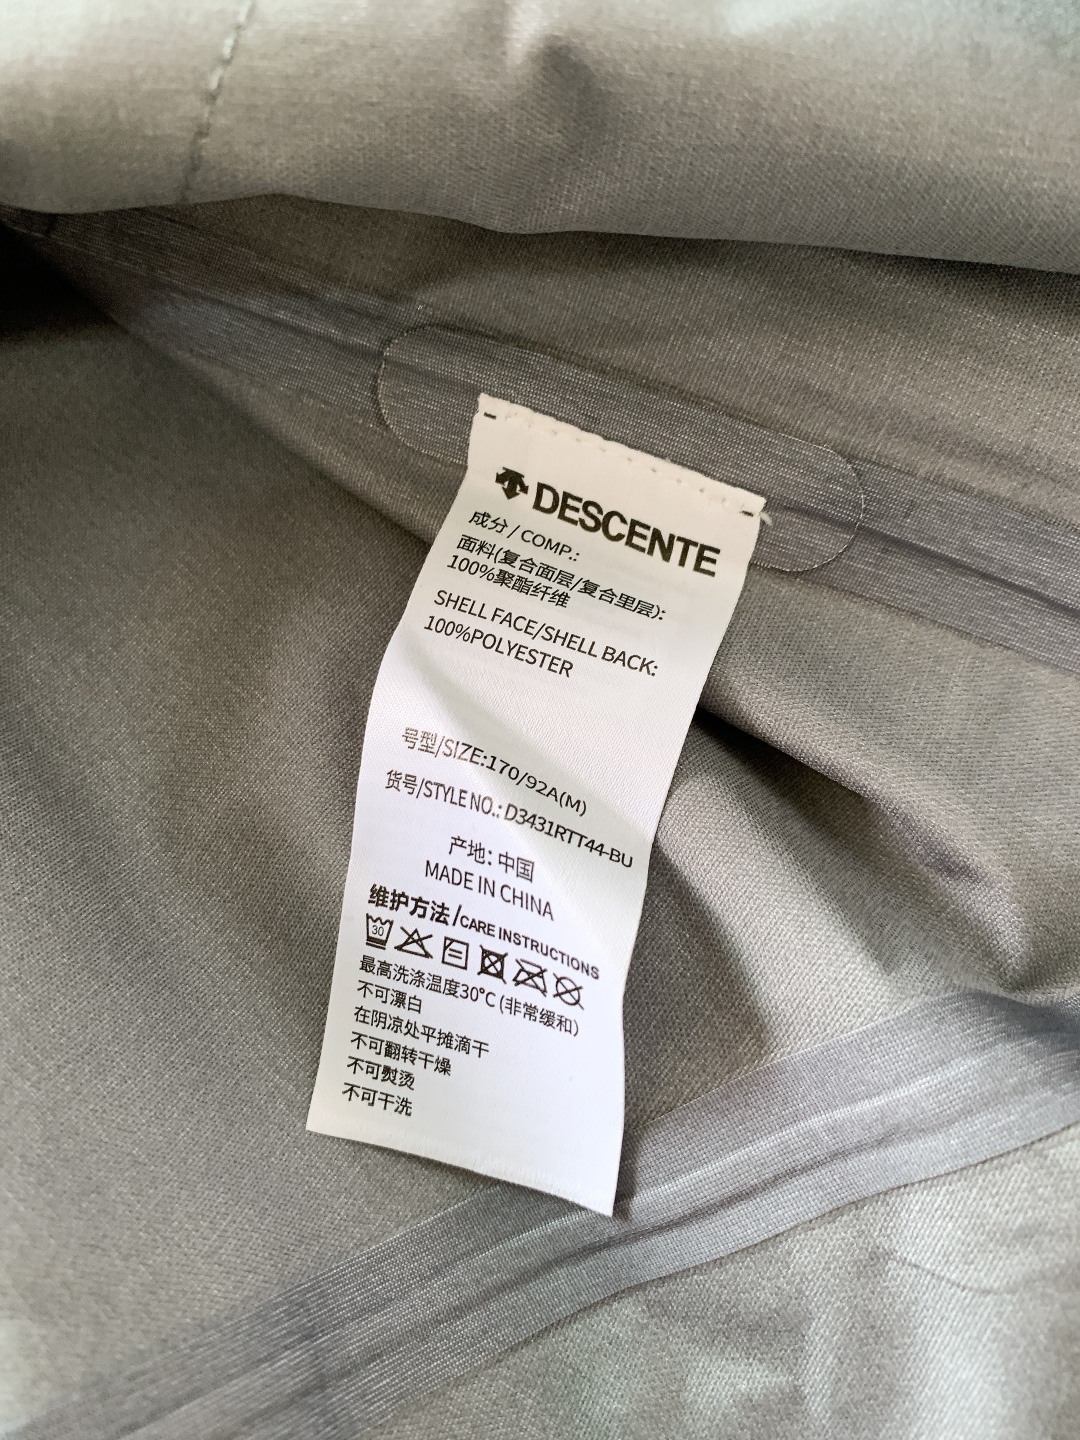 DESCENTE
成分 / COMP.:
面料(复合面层/复合里层):
100%聚酯纤维
SHELL FACE/SHELL BACK:
100%POLYESTER
号型/SIZE:170/92A(M)
货号/STYLE NO.: D3431RTT44-BU
产地: 中国
MADE IN CHINA
维护方法/CARE INSTRUCTIONS
30
最高洗涤温度30°C (非常缓和)
不可漂白
在阴凉处平摊滴干
不可翻转干燥
不可熨烫
不可干洗